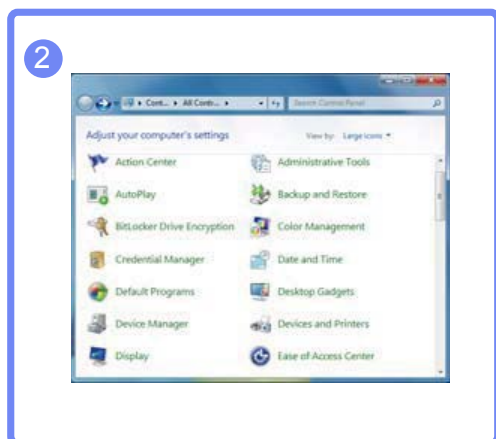 2
Cont... All Contr...
Search Control Panel
Adjust your computer's settings
View by: Large icons
Action Center
Administrative Tools
AutoPlay
Backup and Restore
BitLocker Drive Encryption
Color Management
Credential Manager
Date and Time
Default Programs
Desktop Gadgets
Device Manager
Devices and Printers
Display
Ease of Access Center